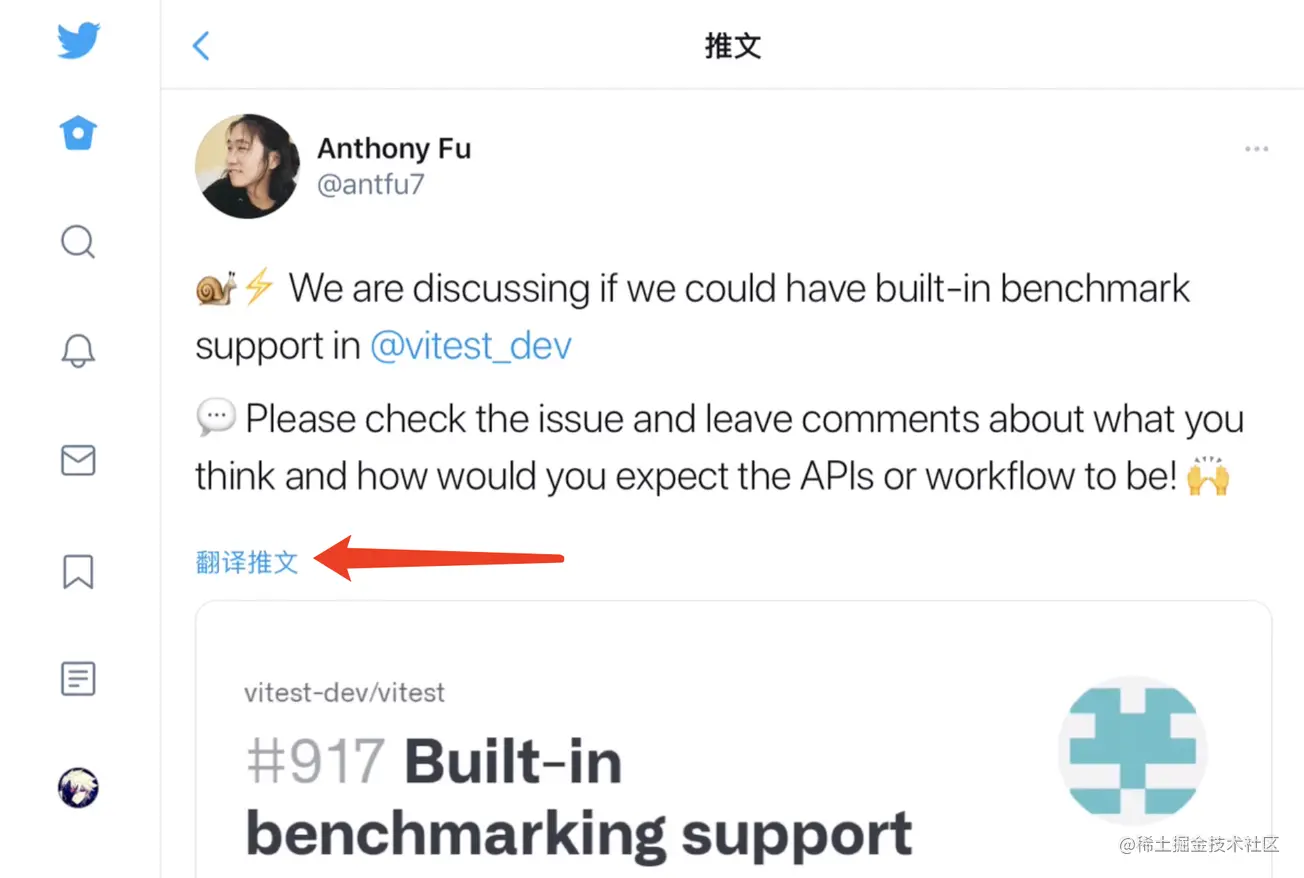 推文
Anthony Fu
@antfu7
🐌⚡ We are discussing if we could have built-in benchmark
support in @vitest_dev
💬 Please check the issue and leave comments about what you
think and how would you expect the APIs or workflow to be! 🙌
翻译推文
vitest-dev/vitest
#917 Built-in
benchmarking support
@稀土掘金技术社区